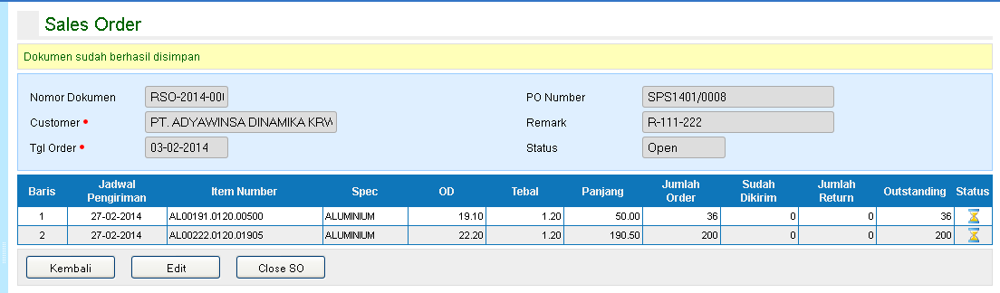 Sales Order
Dokumen sudah berhasil disimpan
Nomor Dokumen RSO-2014-00 PO Number SPS1401/0008
Customer • PT. ADYAWINSA DINAMIKA KRW Remark R-111-222
Tgl Order • 03-02-2014 Status Open
Baris Jadwal Pengiriman Item Number Spec OD Tebal Panjang Jumlah Order Sudah Dikirim Jumlah Return Outstanding Status
1 27-02-2014 AL00191.0120.00500 ALUMINIUM 19.10 1.20 50.00 36 0 0 36
2 27-02-2014 AL00222.0120.01905 ALUMINIUM 22.20 1.20 190.50 200 0 0 200
Kembali Edit Close SO